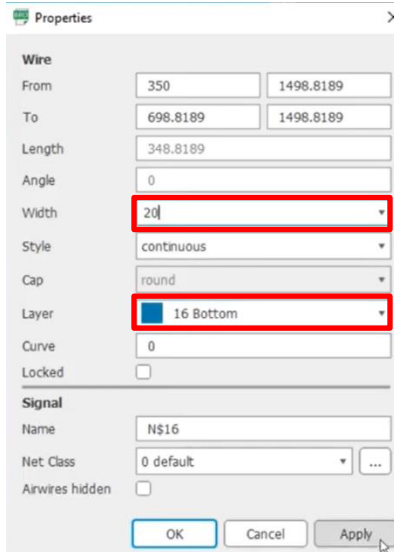 Properties
Wire
From 350 1498.8189
To 698.8189 1498.8189
Length 348.8189
Angle 0
Width 20
Style continuous
Cap round
Layer 16 Bottom
Curve 0
Locked
Signal
Name N$16
Net Class 0 default ...
Airwires hidden
OK Cancel Apply